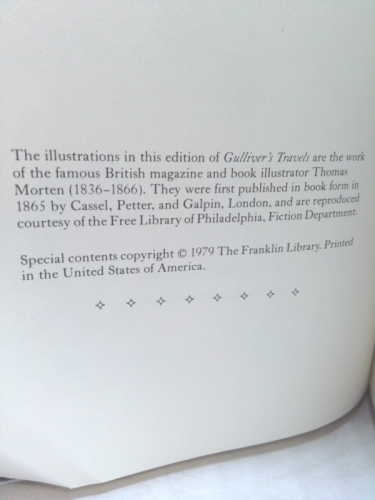 The illustrations in this edition of Gulliver's Travels are the work
of the famous British magazine and book illustrator Thomas
Morten (1836–1866). They were first published in book form in
1865 by Cassel, Petter, and Galpin, London, and are reproduced
courtesy of the Free Library of Philadelphia, Fiction Department.
Special contents copyright © 1979 The Franklin Library. Printed
in the United States of America.